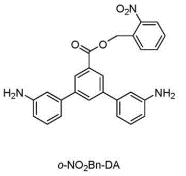 NO₂
O
O
H₂N
NH₂
o-NO₂Bn-DA